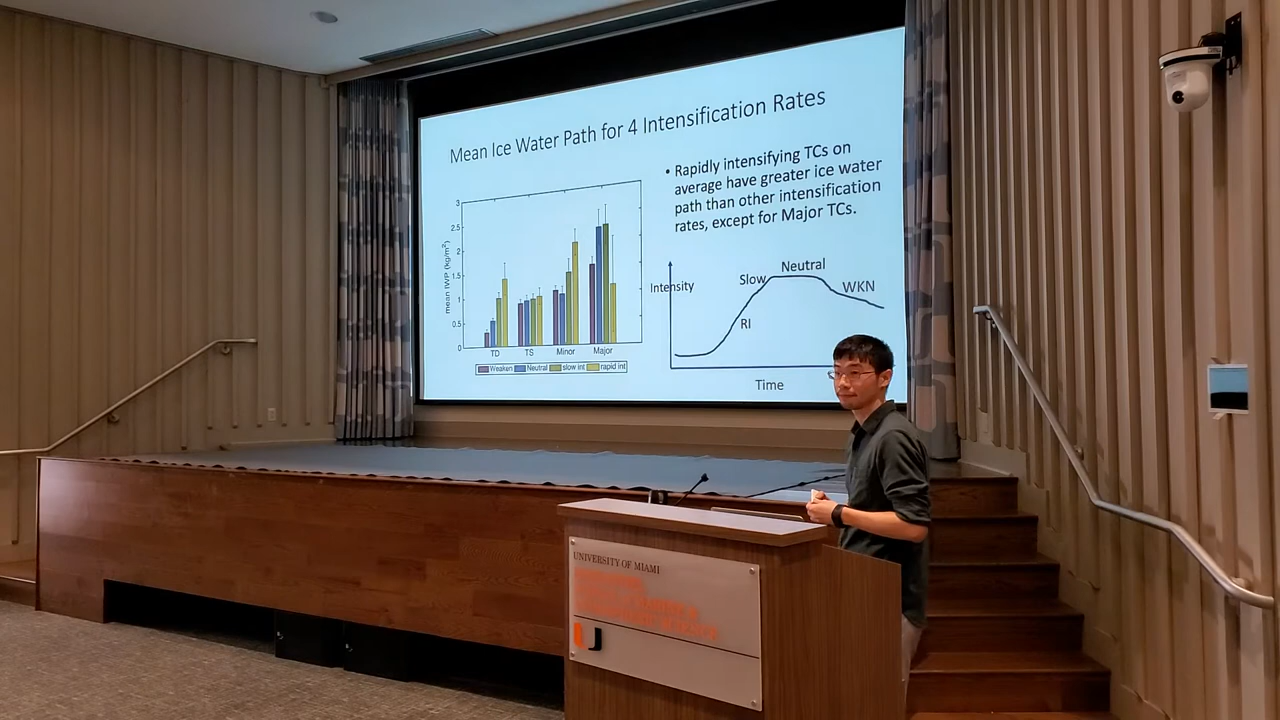 Mean Ice Water Path for 4 Intensification Rates
• Rapidly intensifying TCs on
average have greater ice water
path than other intensification
rates, except for Major TCs.
mean IWP (kg/m²)
3
2.5
2
1.5
1
0.5
0
TD TS Minor Major
Weaken Neutral slow int rapid int
Intensity
Slow
Neutral
WKN
RI
Time
UNIVERSITY OF MIAMI